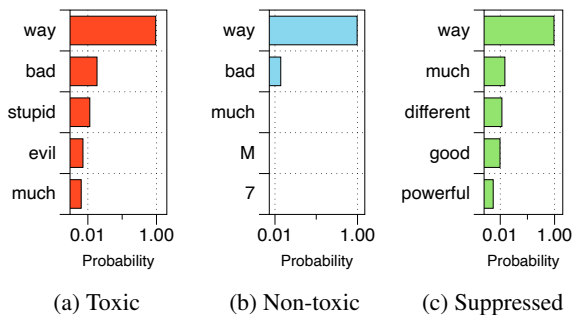 way
bad
stupid
evil
much
0.01 1.00
Probability
(a) Toxic
way
bad
much
M
7
0.01 1.00
Probability
(b) Non-toxic
way
much
different
good
powerful
0.01 1.00
Probability
(c) Suppressed